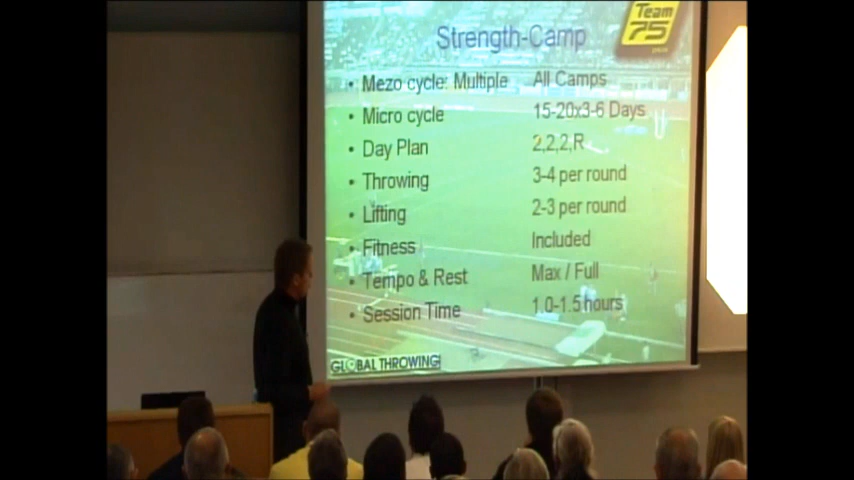 Team
75
plus
Strength-Camp
• Mezo cycle: Multiple All Camps
• Micro cycle 15-20x3-6 Days
• Day Plan 2,2,2,R
• Throwing 3-4 per round
• Lifting 2-3 per round
• Fitness Included
• Tempo & Rest Max / Full
• Session Time 1.0-1.5 hours
GLOBAL THROWING!